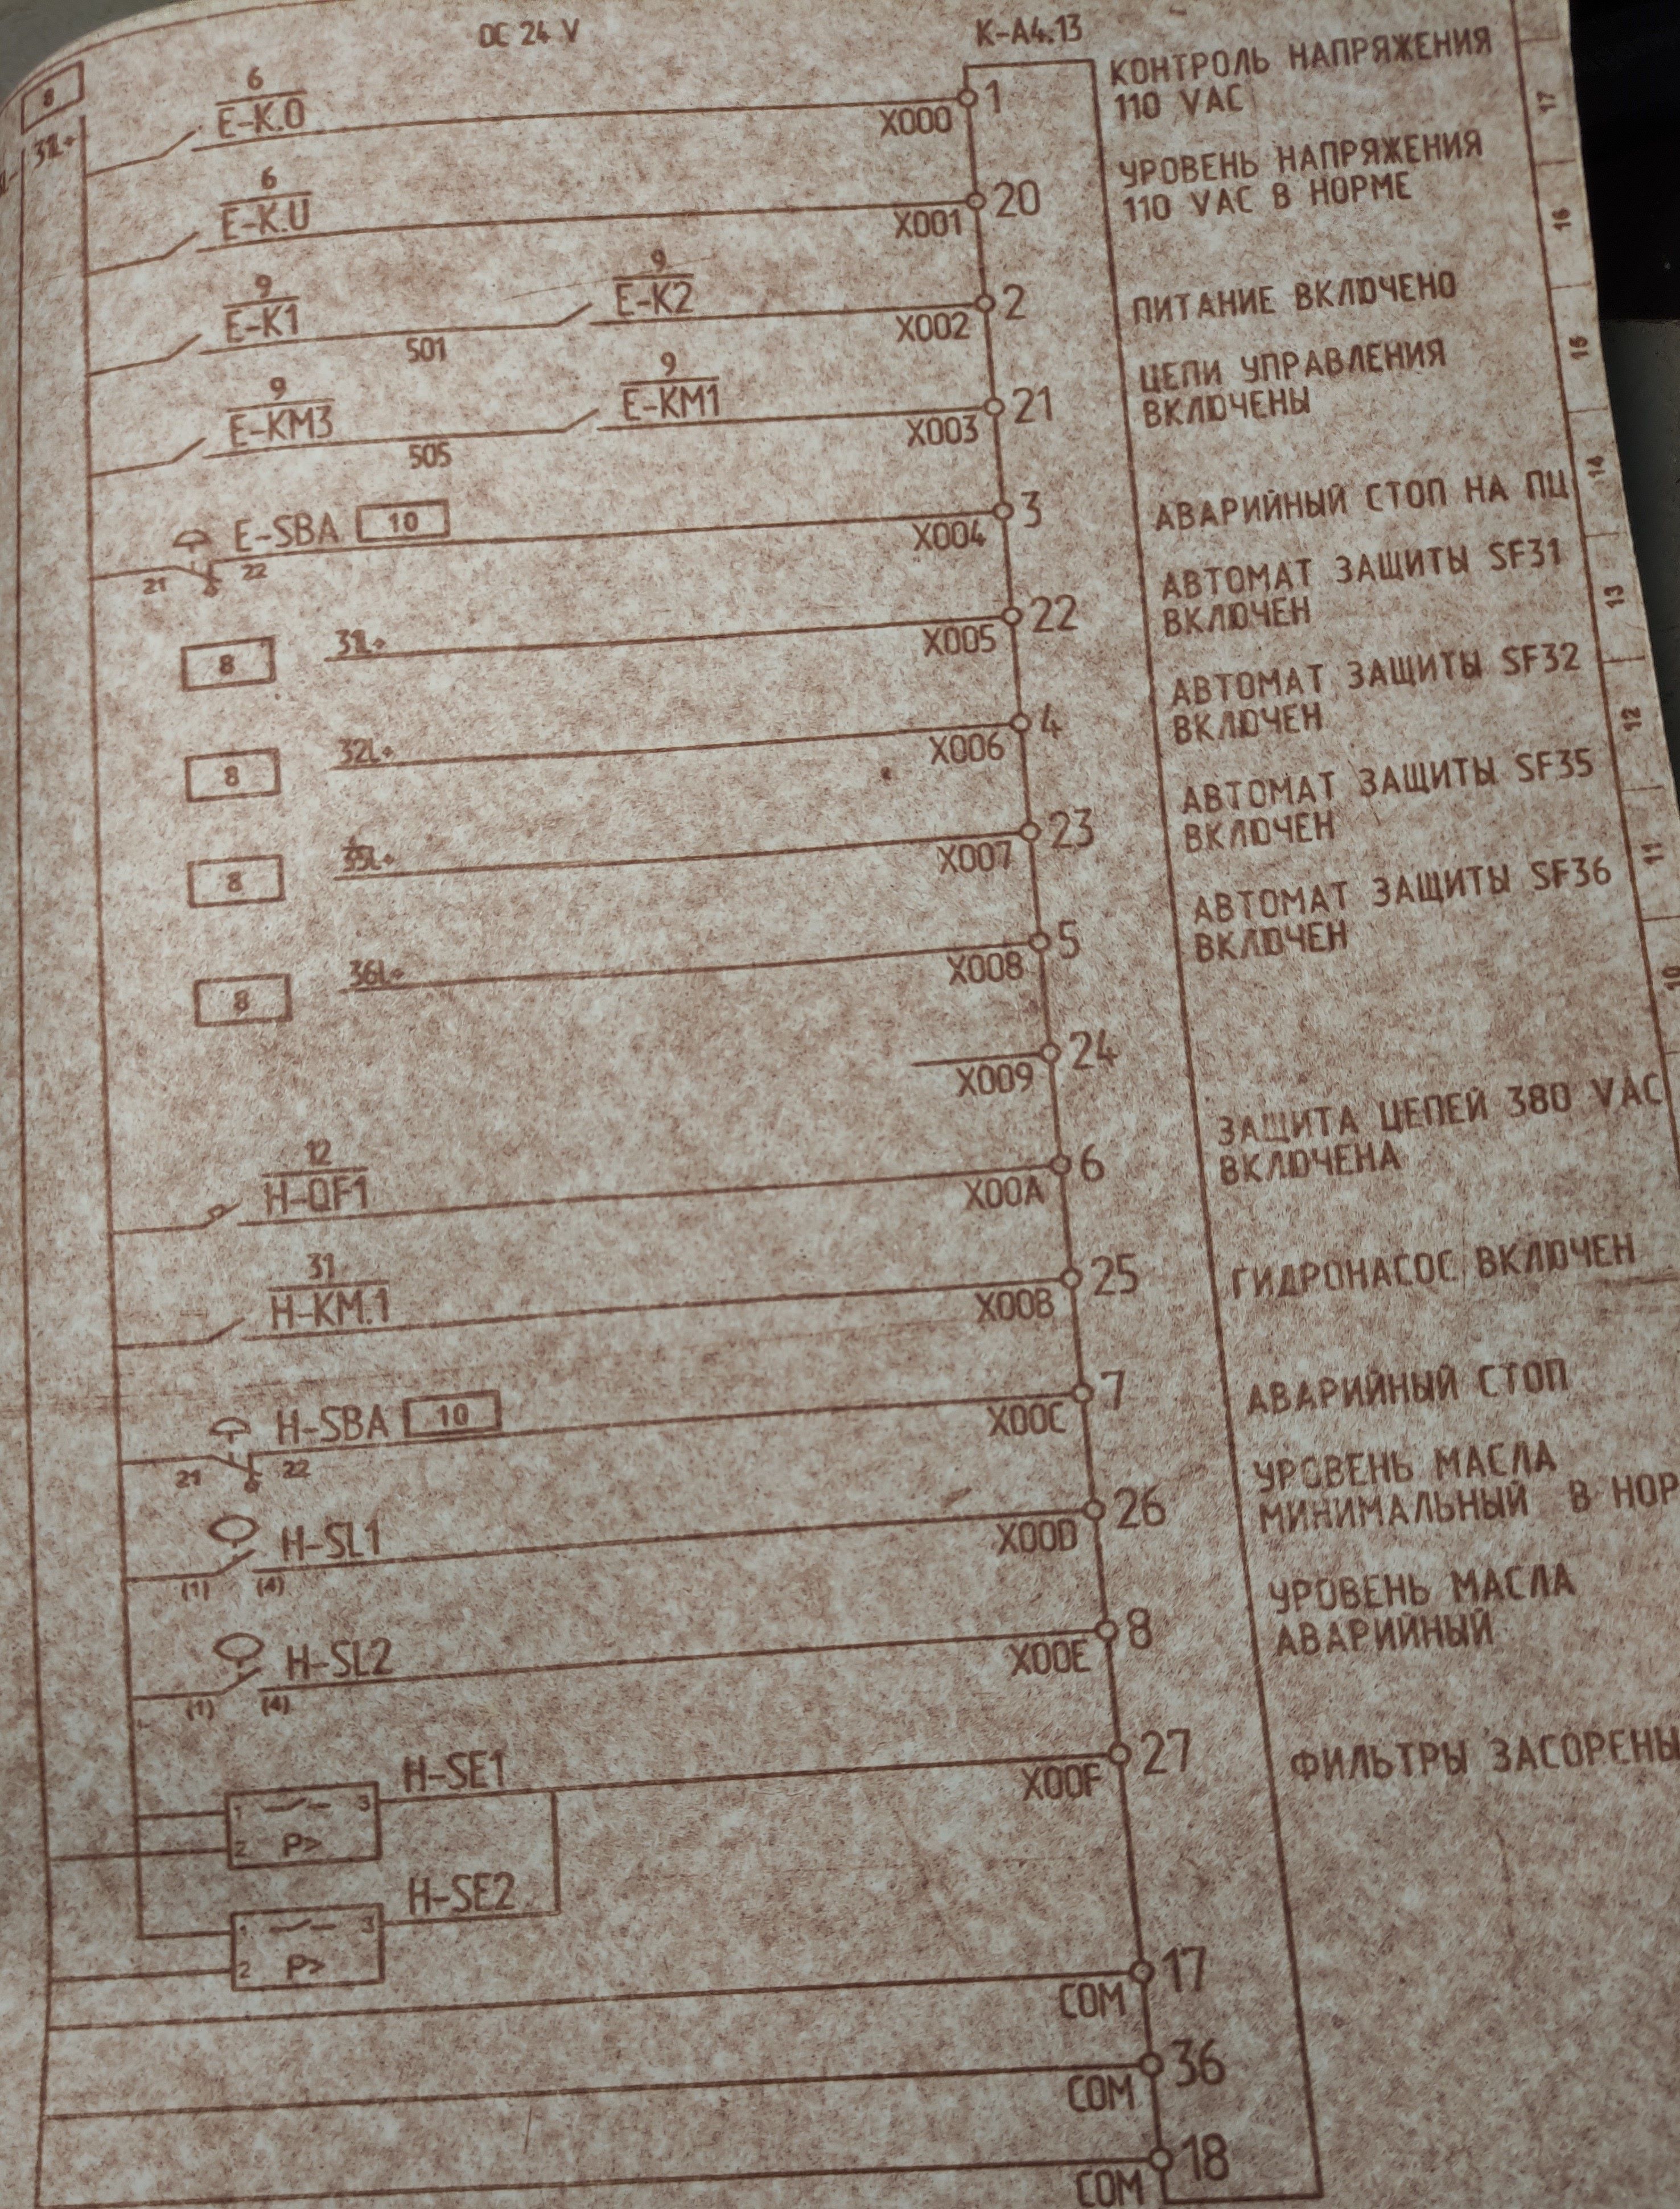 DC 24 V
K-A4.13
8
31L+
6
E-K.0
X000
1
КОНТРОЛЬ НАПРЯЖЕНИЯ
110 VAC
17
6
E-K.U
X001
20
УРОВЕНЬ НАПРЯЖЕНИЯ
110 VAC В НОРМЕ
16
9
E-K1
501
9
E-K2
X002
2
ПИТАНИЕ ВКЛЮЧЕНО
15
9
E-KM3
505
9
E-KM1
X003
21
ЦЕПИ УПРАВЛЕНИЯ
ВКЛЮЧЕНЫ
14
E-SBA
10
21
22
X004
3
АВАРИЙНЫЙ СТОП НА ПЦ
8
31L+
X005
22
АВТОМАТ ЗАЩИТЫ SF31
ВКЛЮЧЕН
13
8
32L+
X006
4
АВТОМАТ ЗАЩИТЫ SF32
ВКЛЮЧЕН
12
8
35L+
X007
23
АВТОМАТ ЗАЩИТЫ SF35
ВКЛЮЧЕН
11
8
36L+
X008
5
АВТОМАТ ЗАЩИТЫ SF36
ВКЛЮЧЕН
10
X009
24
12
H-QF1
X00A
6
ЗАЩИТА ЦЕПЕЙ 380 VAC
ВКЛЮЧЕНА
31
H-KM.1
X00B
25
ГИДРОНАСОС ВКЛЮЧЕН
H-SBA
10
21
22
X00C
7
АВАРИЙНЫЙ СТОП
H-SL1
(1)
(4)
X00D
26
УРОВЕНЬ МАСЛА
МИНИМАЛЬНЫЙ В НОР
H-SL2
(1)
(4)
X00E
8
УРОВЕНЬ МАСЛА
АВАРИЙНЫЙ
H-SE1
1
3
2
P>
X00F
27
ФИЛЬТРЫ ЗАСОРЕНЫ
H-SE2
1
3
2
P>
COM
17
COM
36
COM
18